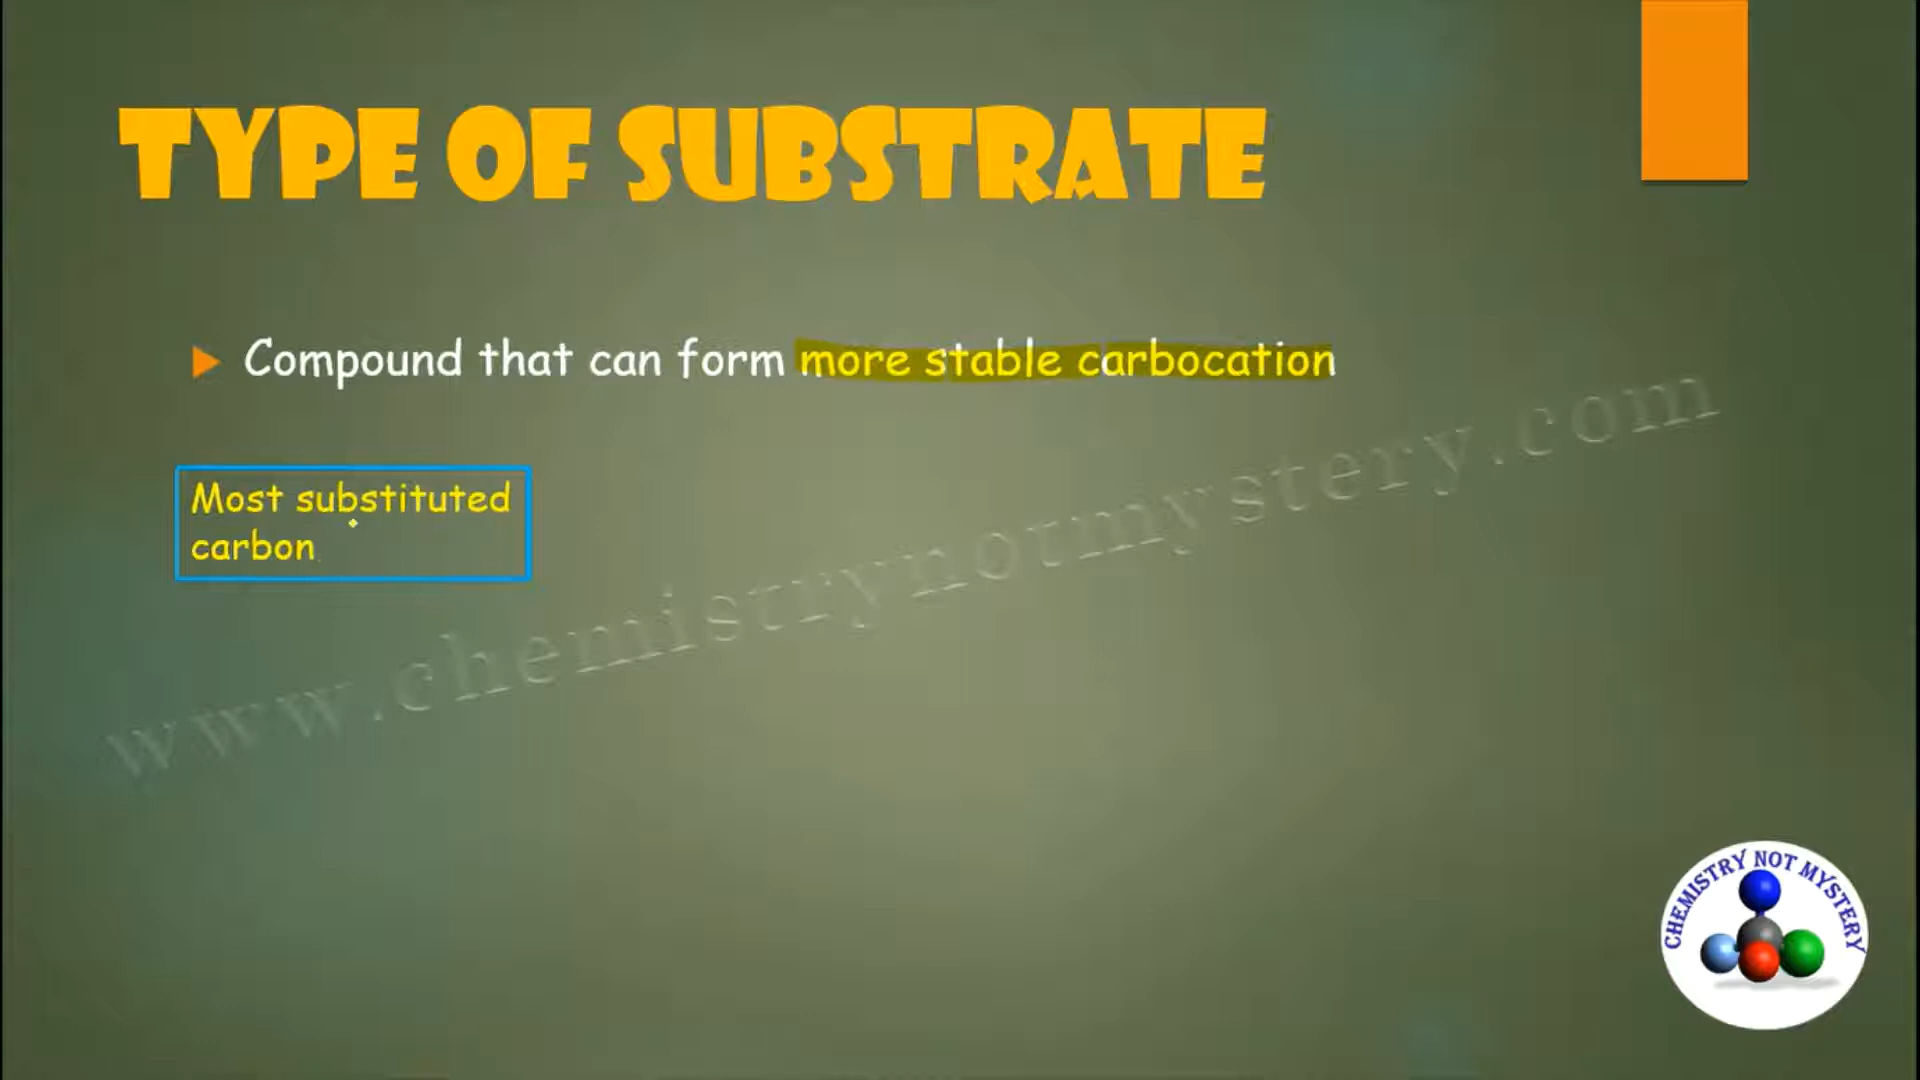 TYPE OF SUBSTRATE
Compound that can form more stable carbocation
Most substituted
carbon
www.chemistrynotmystery.com
CHEMISTRY NOT MYSTERY